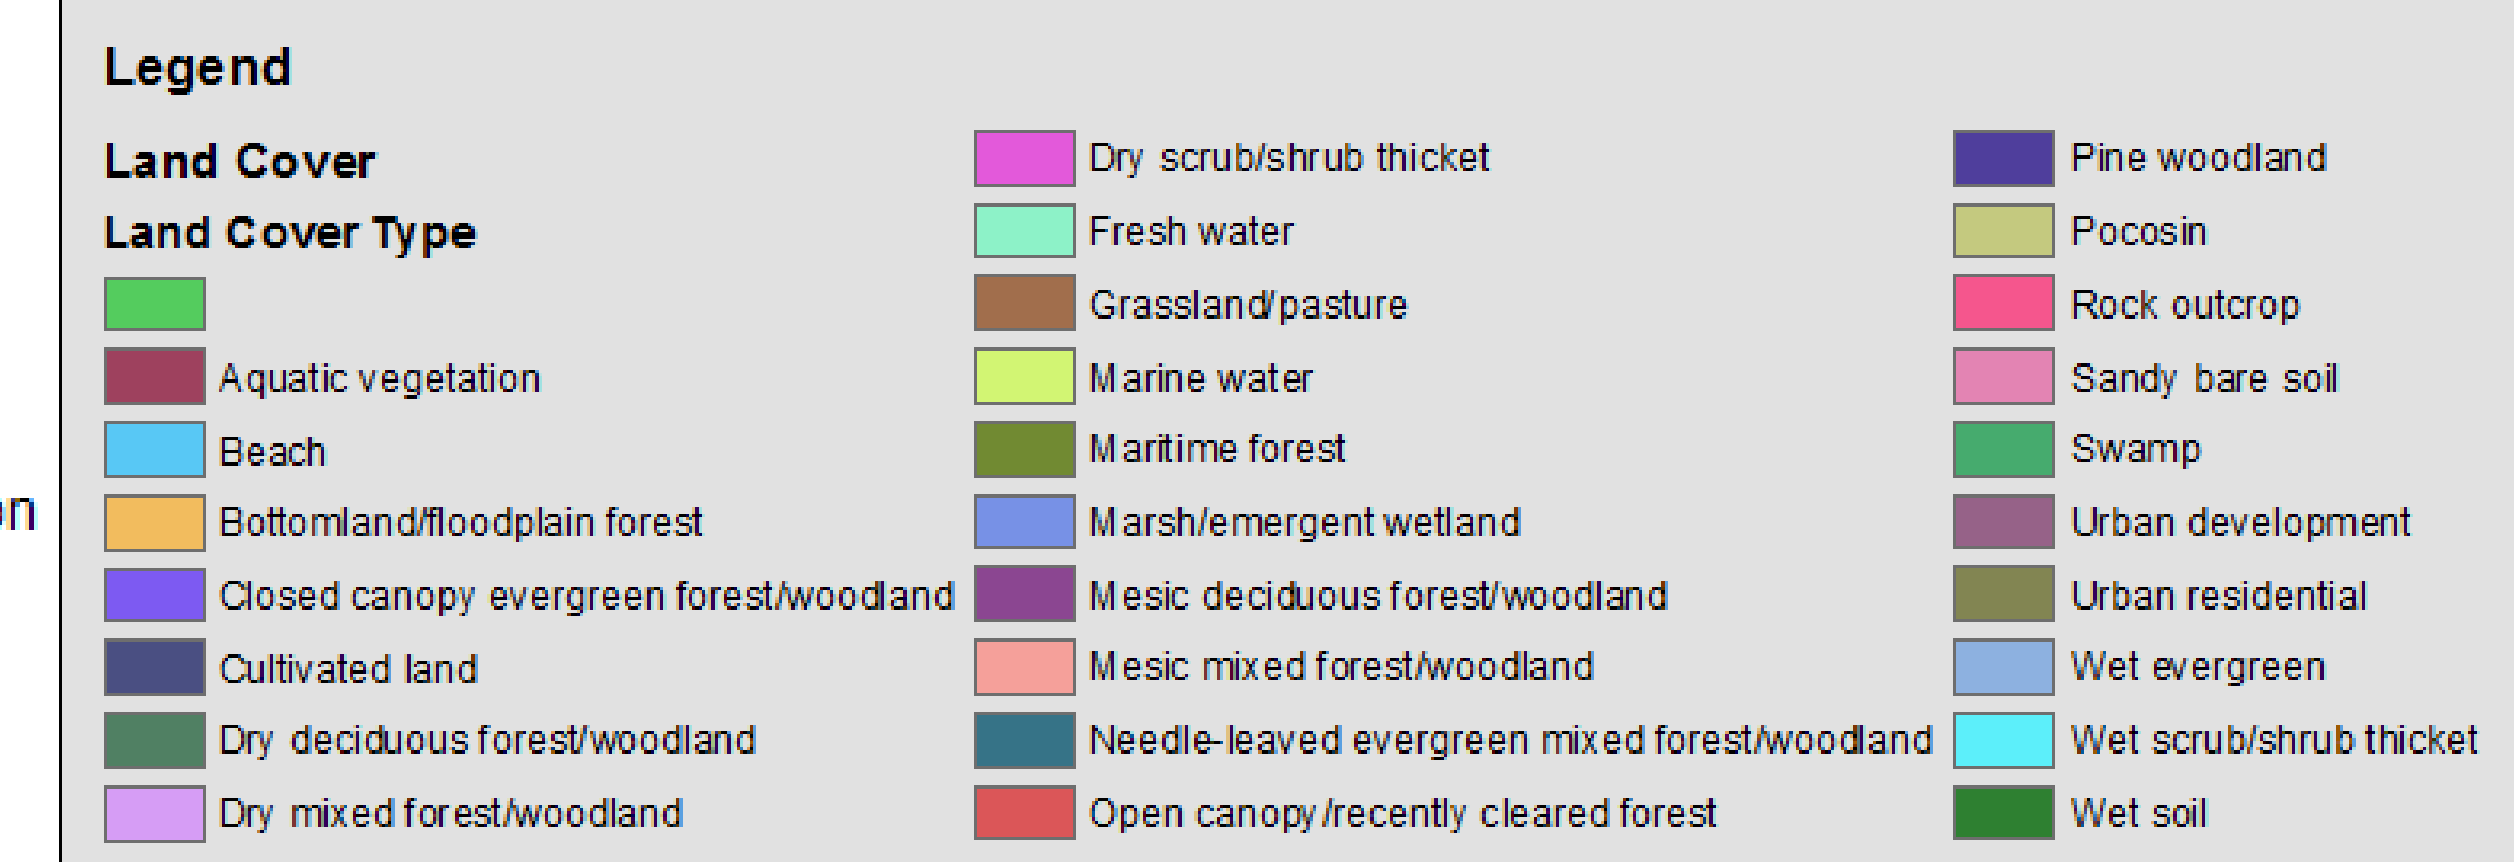 Legend
Land Cover
Land Cover Type
Aquatic vegetation
Beach
Bottomland/floodplain forest
Closed canopy evergreen forest/woodland
Cultivated land
Dry deciduous forest/woodland
Dry mixed forest/woodland
Dry scrub/shrub thicket
Fresh water
Grassland/pasture
Marine water
Maritime forest
Marsh/emergent wetland
Mesic deciduous forest/woodland
Mesic mixed forest/woodland
Needle-leaved evergreen mixed forest/woodland
Open canopy/recently cleared forest
Pine woodland
Pocosin
Rock outcrop
Sandy bare soil
Swamp
Urban development
Urban residential
Wet evergreen
Wet scrub/shrub thicket
Wet soil